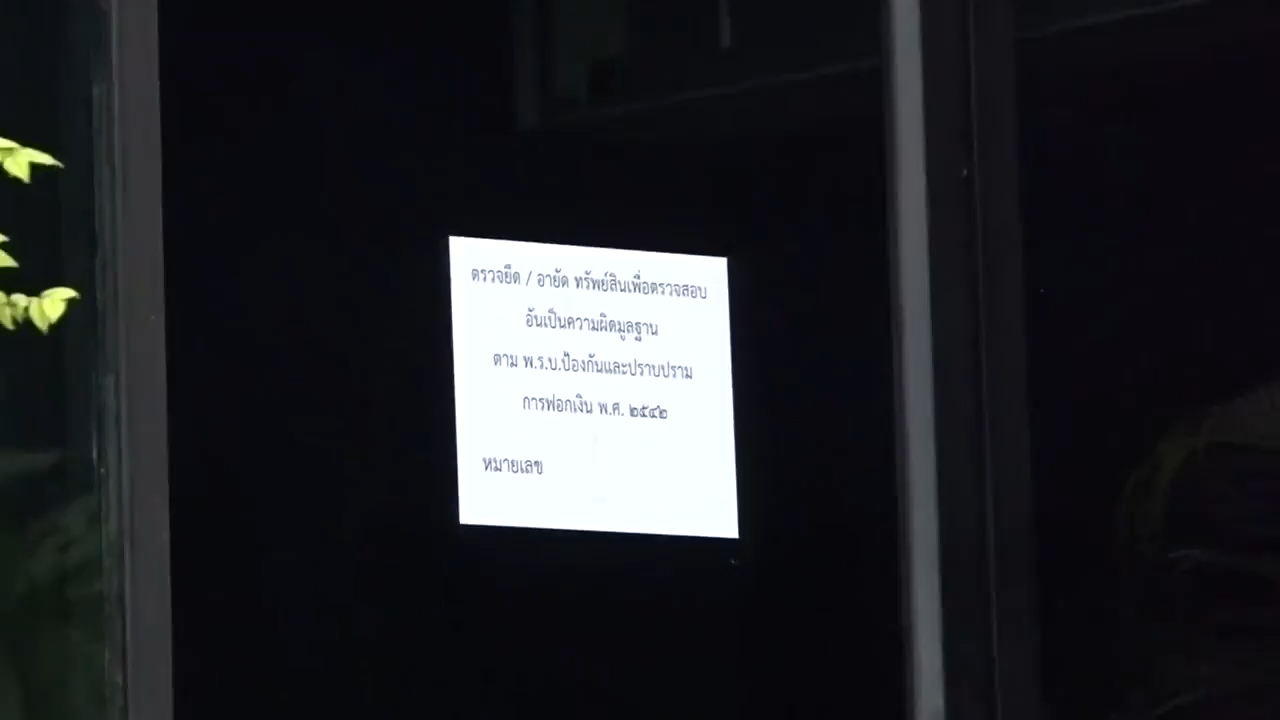 ตรวจยึด / อายัด ทรัพย์สินเพื่อตรวจสอบ
อันเป็นความผิดมูลฐาน
ตาม พ.ร.บ.ป้องกันและปราบปราม
การฟอกเงิน พ.ศ. ๒๕๔๒
หมายเลข